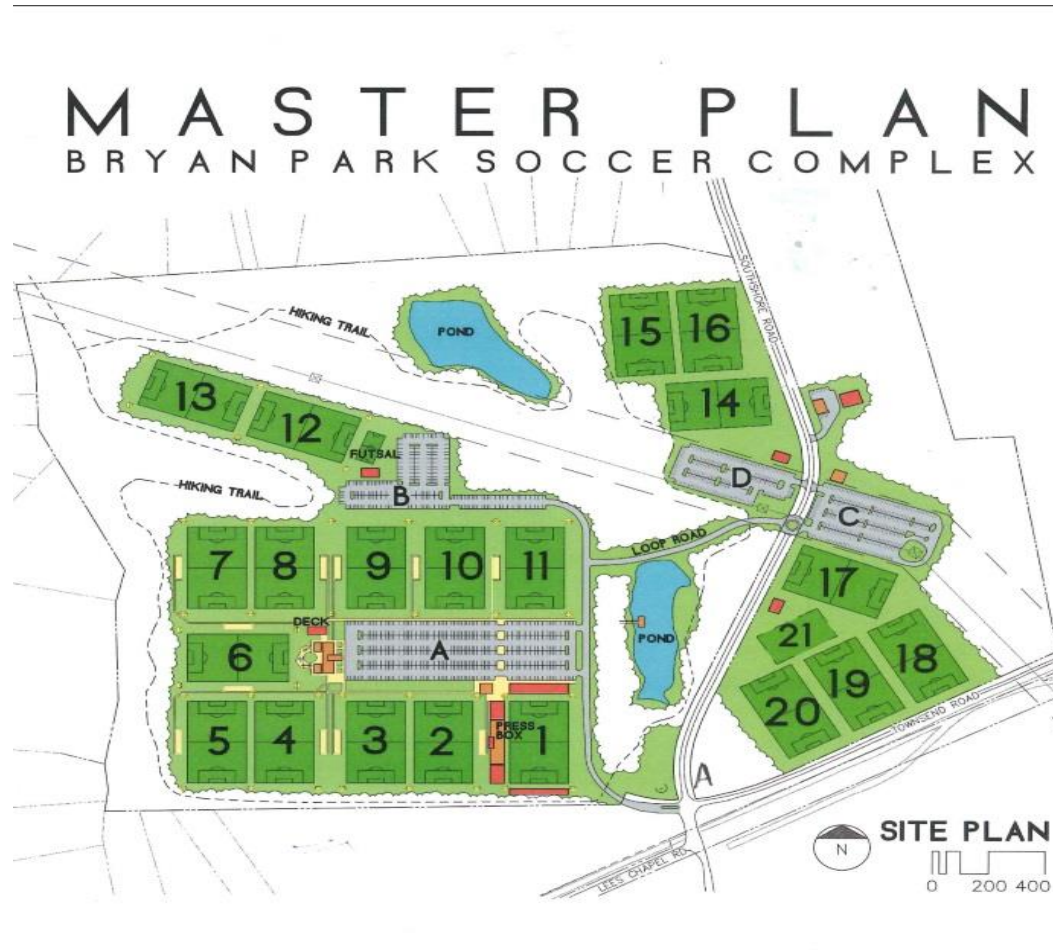 MASTER PLAN
BRYAN PARK SOCCER COMPLEX
SOUTHSHORE ROAD
HIKING TRAIL
POND
15
16
14
13
12
FUTSAL
B
D
C
HIKING TRAIL
LOOP ROAD
7
8
9
10
11
17
DECK
A
6
POND
21
18
19
20
TOWNSEND ROAD
5
4
3
2
PRESS
BOX
1
A
LEES CHAPEL RD
N
SITE PLAN
0 200 400